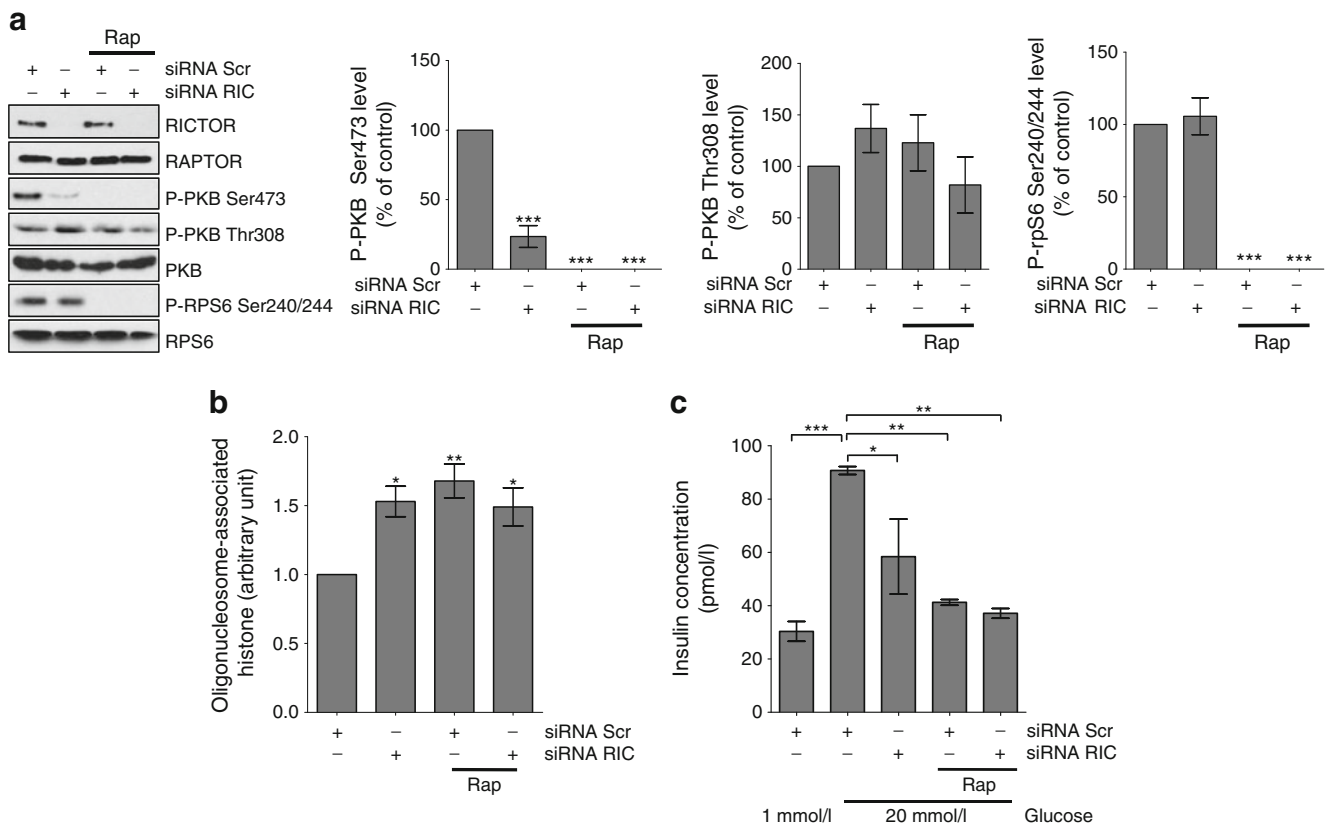 a
Rap
+ – + – siRNA Scr
– + – + siRNA RIC
RICTOR
RAPTOR
P-PKB Ser473
P-PKB Thr308
PKB
P-RPS6 Ser240/244
RPS6
P-PKB Ser473 level
(% of control)
150
100
50
0
***
***
***
siRNA Scr + – + –
siRNA RIC – + – +
Rap
P-PKB Thr308 level
(% of control)
200
150
100
50
0
siRNA Scr + – + –
siRNA RIC – + – +
Rap
P-rpS6 Ser240/244 level
(% of control)
150
100
50
0
***
***
siRNA Scr + – + –
siRNA RIC – + – +
Rap
b
Oligonucleosome-associated
histone (arbitrary unit)
2.0
1.5
1.0
0.5
0.0
*
**
*
+ – + – siRNA Scr
– + – + siRNA RIC
Rap
c
Insulin concentration
(pmol/l)
100
80
60
40
20
0
***
*
**
**
+ + – + – siRNA Scr
– – + – + siRNA RIC
Rap
1 mmol/l 20 mmol/l Glucose